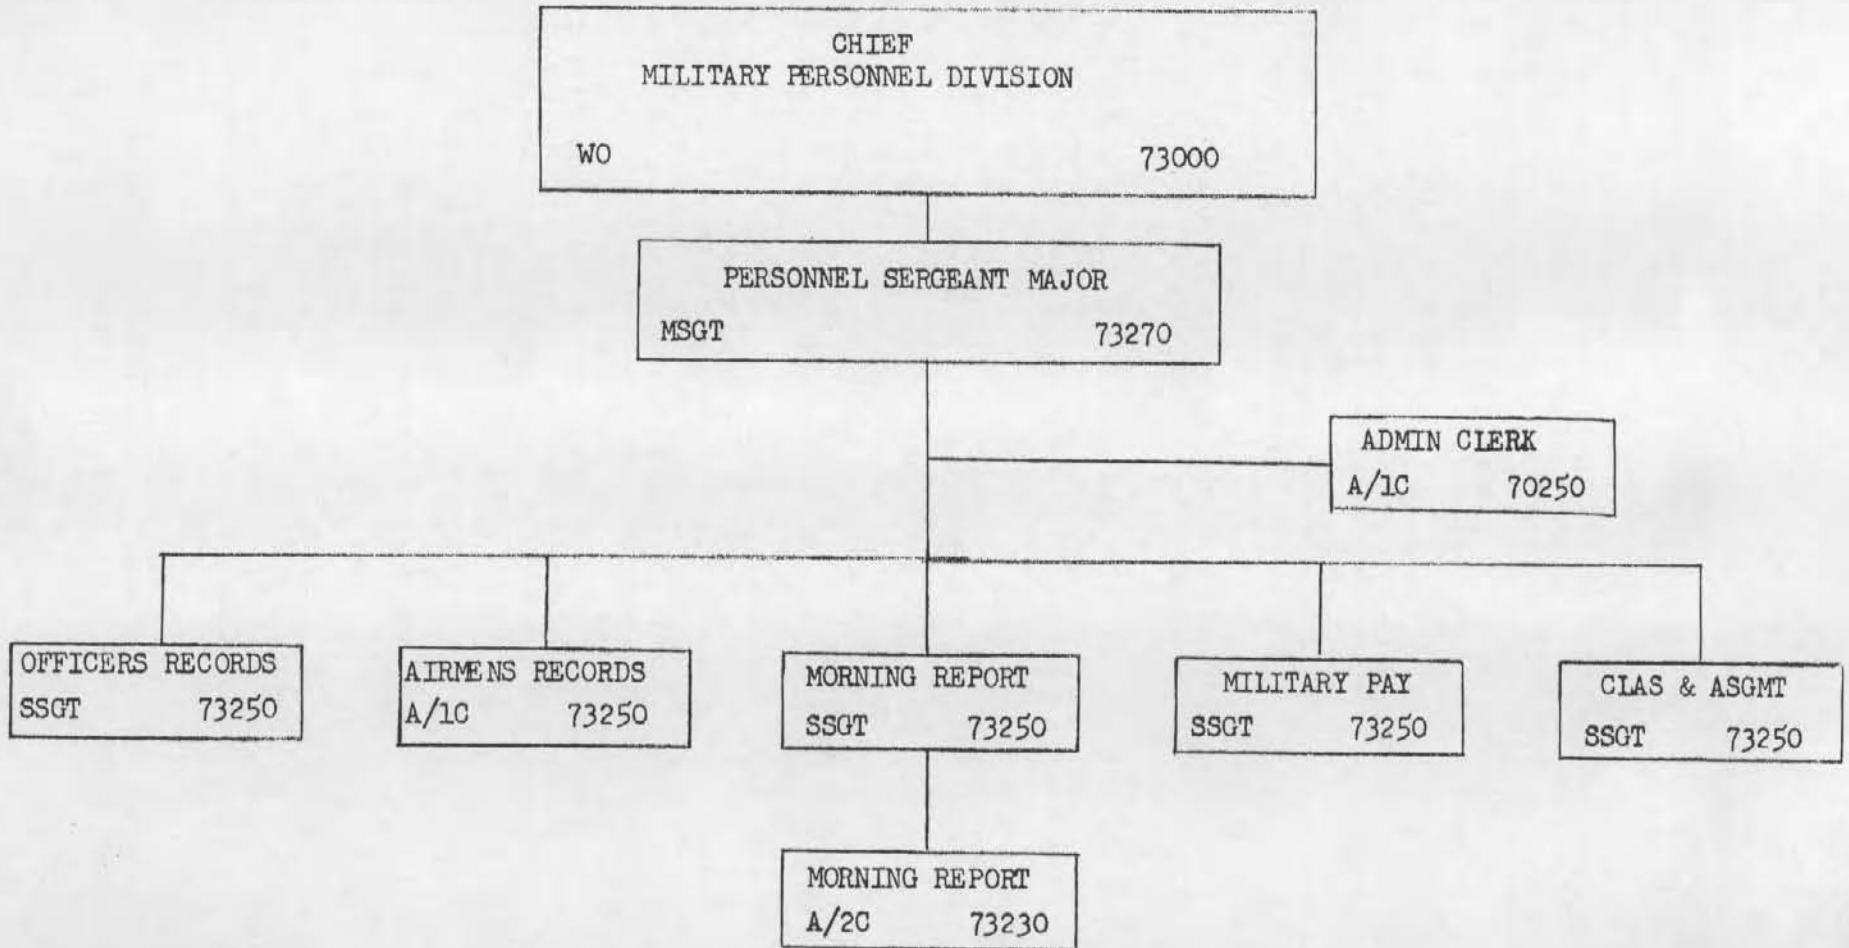 CHIEF
MILITARY PERSONNEL DIVISION
WO 73000
PERSONNEL SERGEANT MAJOR
MSGT 73270
ADMIN CLERK
A/1C 70250
OFFICERS RECORDS
SSGT 73250
AIRMENS RECORDS
A/1C 73250
MORNING REPORT
SSGT 73250
MILITARY PAY
SSGT 73250
CLAS & ASGMT
SSGT 73250
MORNING REPORT
A/2C 73230